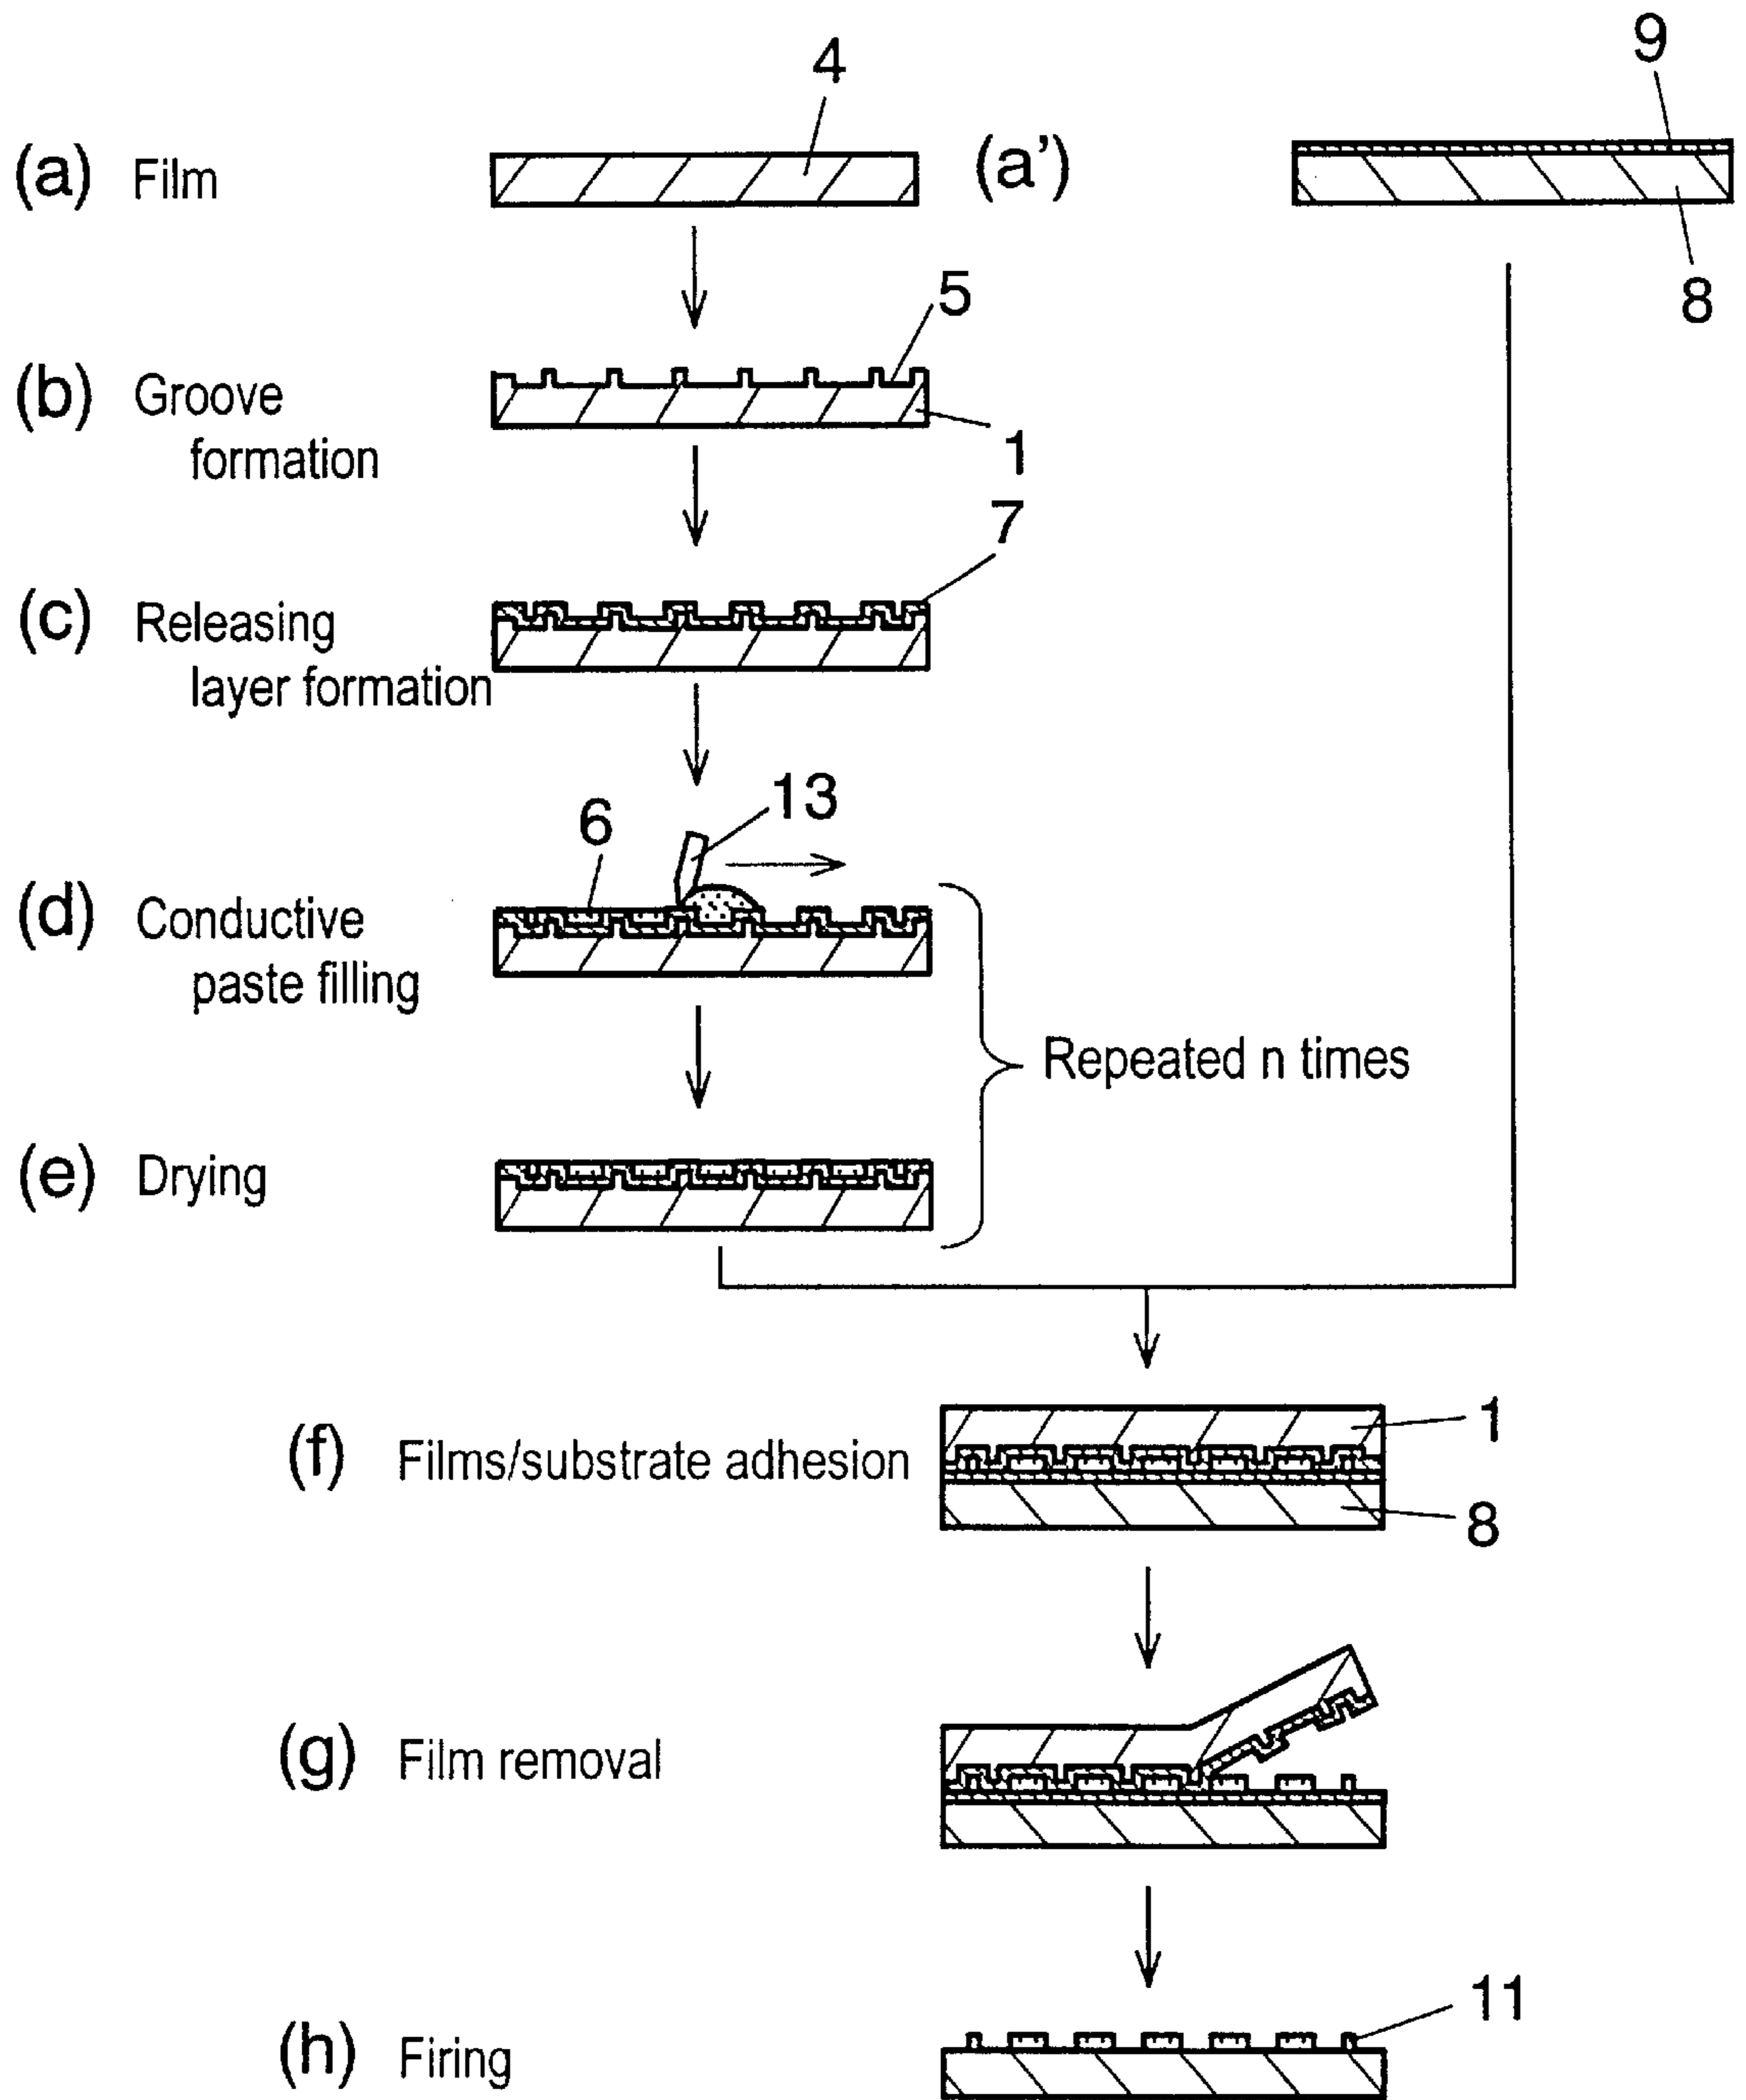 4
9
(a) Film
(a')
8
5
(b) Groove
formation
1
7
(c) Releasing
layer formation
6
13
(d) Conductive
paste filling
Repeated n times
(e) Drying
1
(f) Films/substrate adhesion
8
(g) Film removal
11
(h) Firing